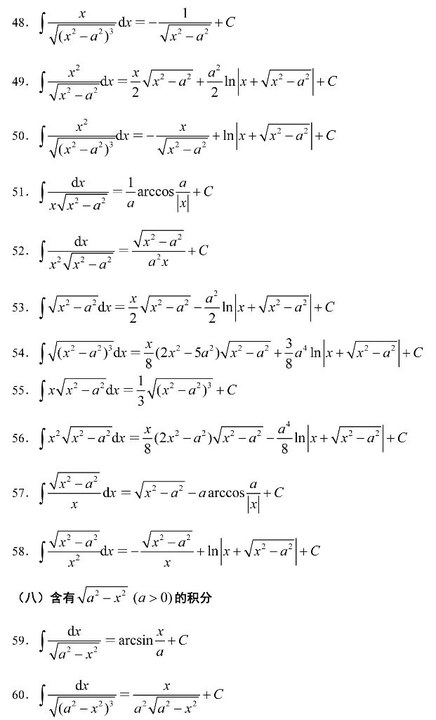 48. ∫ x/√((x² − a²)³) dx = − 1/√(x² − a²) + C
49. ∫ x²/√(x² − a²) dx = x/2 √(x² − a²) + a²/2 ln|x + √(x² − a²)| + C
50. ∫ x²/√((x² − a²)³) dx = − x/√(x² − a²) + ln|x + √(x² − a²)| + C
51. ∫ dx/(x√(x² − a²)) = 1/a arccos a/|x| + C
52. ∫ dx/(x²√(x² − a²)) = √(x² − a²)/(a²x) + C
53. ∫ √(x² − a²) dx = x/2 √(x² − a²) − a²/2 ln|x + √(x² − a²)| + C
54. ∫ √((x² − a²)³) dx = x/8 (2x² − 5a²)√(x² − a²) + 3/8 a⁴ ln|x + √(x² − a²)| + C
55. ∫ x√(x² − a²) dx = 1/3 √((x² − a²)³) + C
56. ∫ x²√(x² − a²) dx = x/8 (2x² − a²)√(x² − a²) − a⁴/8 ln|x + √(x² − a²)| + C
57. ∫ √(x² − a²)/x dx = √(x² − a²) − a arccos a/|x| + C
58. ∫ √(x² − a²)/x² dx = − √(x² − a²)/x + ln|x + √(x² − a²)| + C
（八）含有√(a² − x²) (a > 0)的积分
59. ∫ dx/√(a² − x²) = arcsin x/a + C
60. ∫ dx/√((a² − x²)³) = x/(a²√(a² − x²)) + C